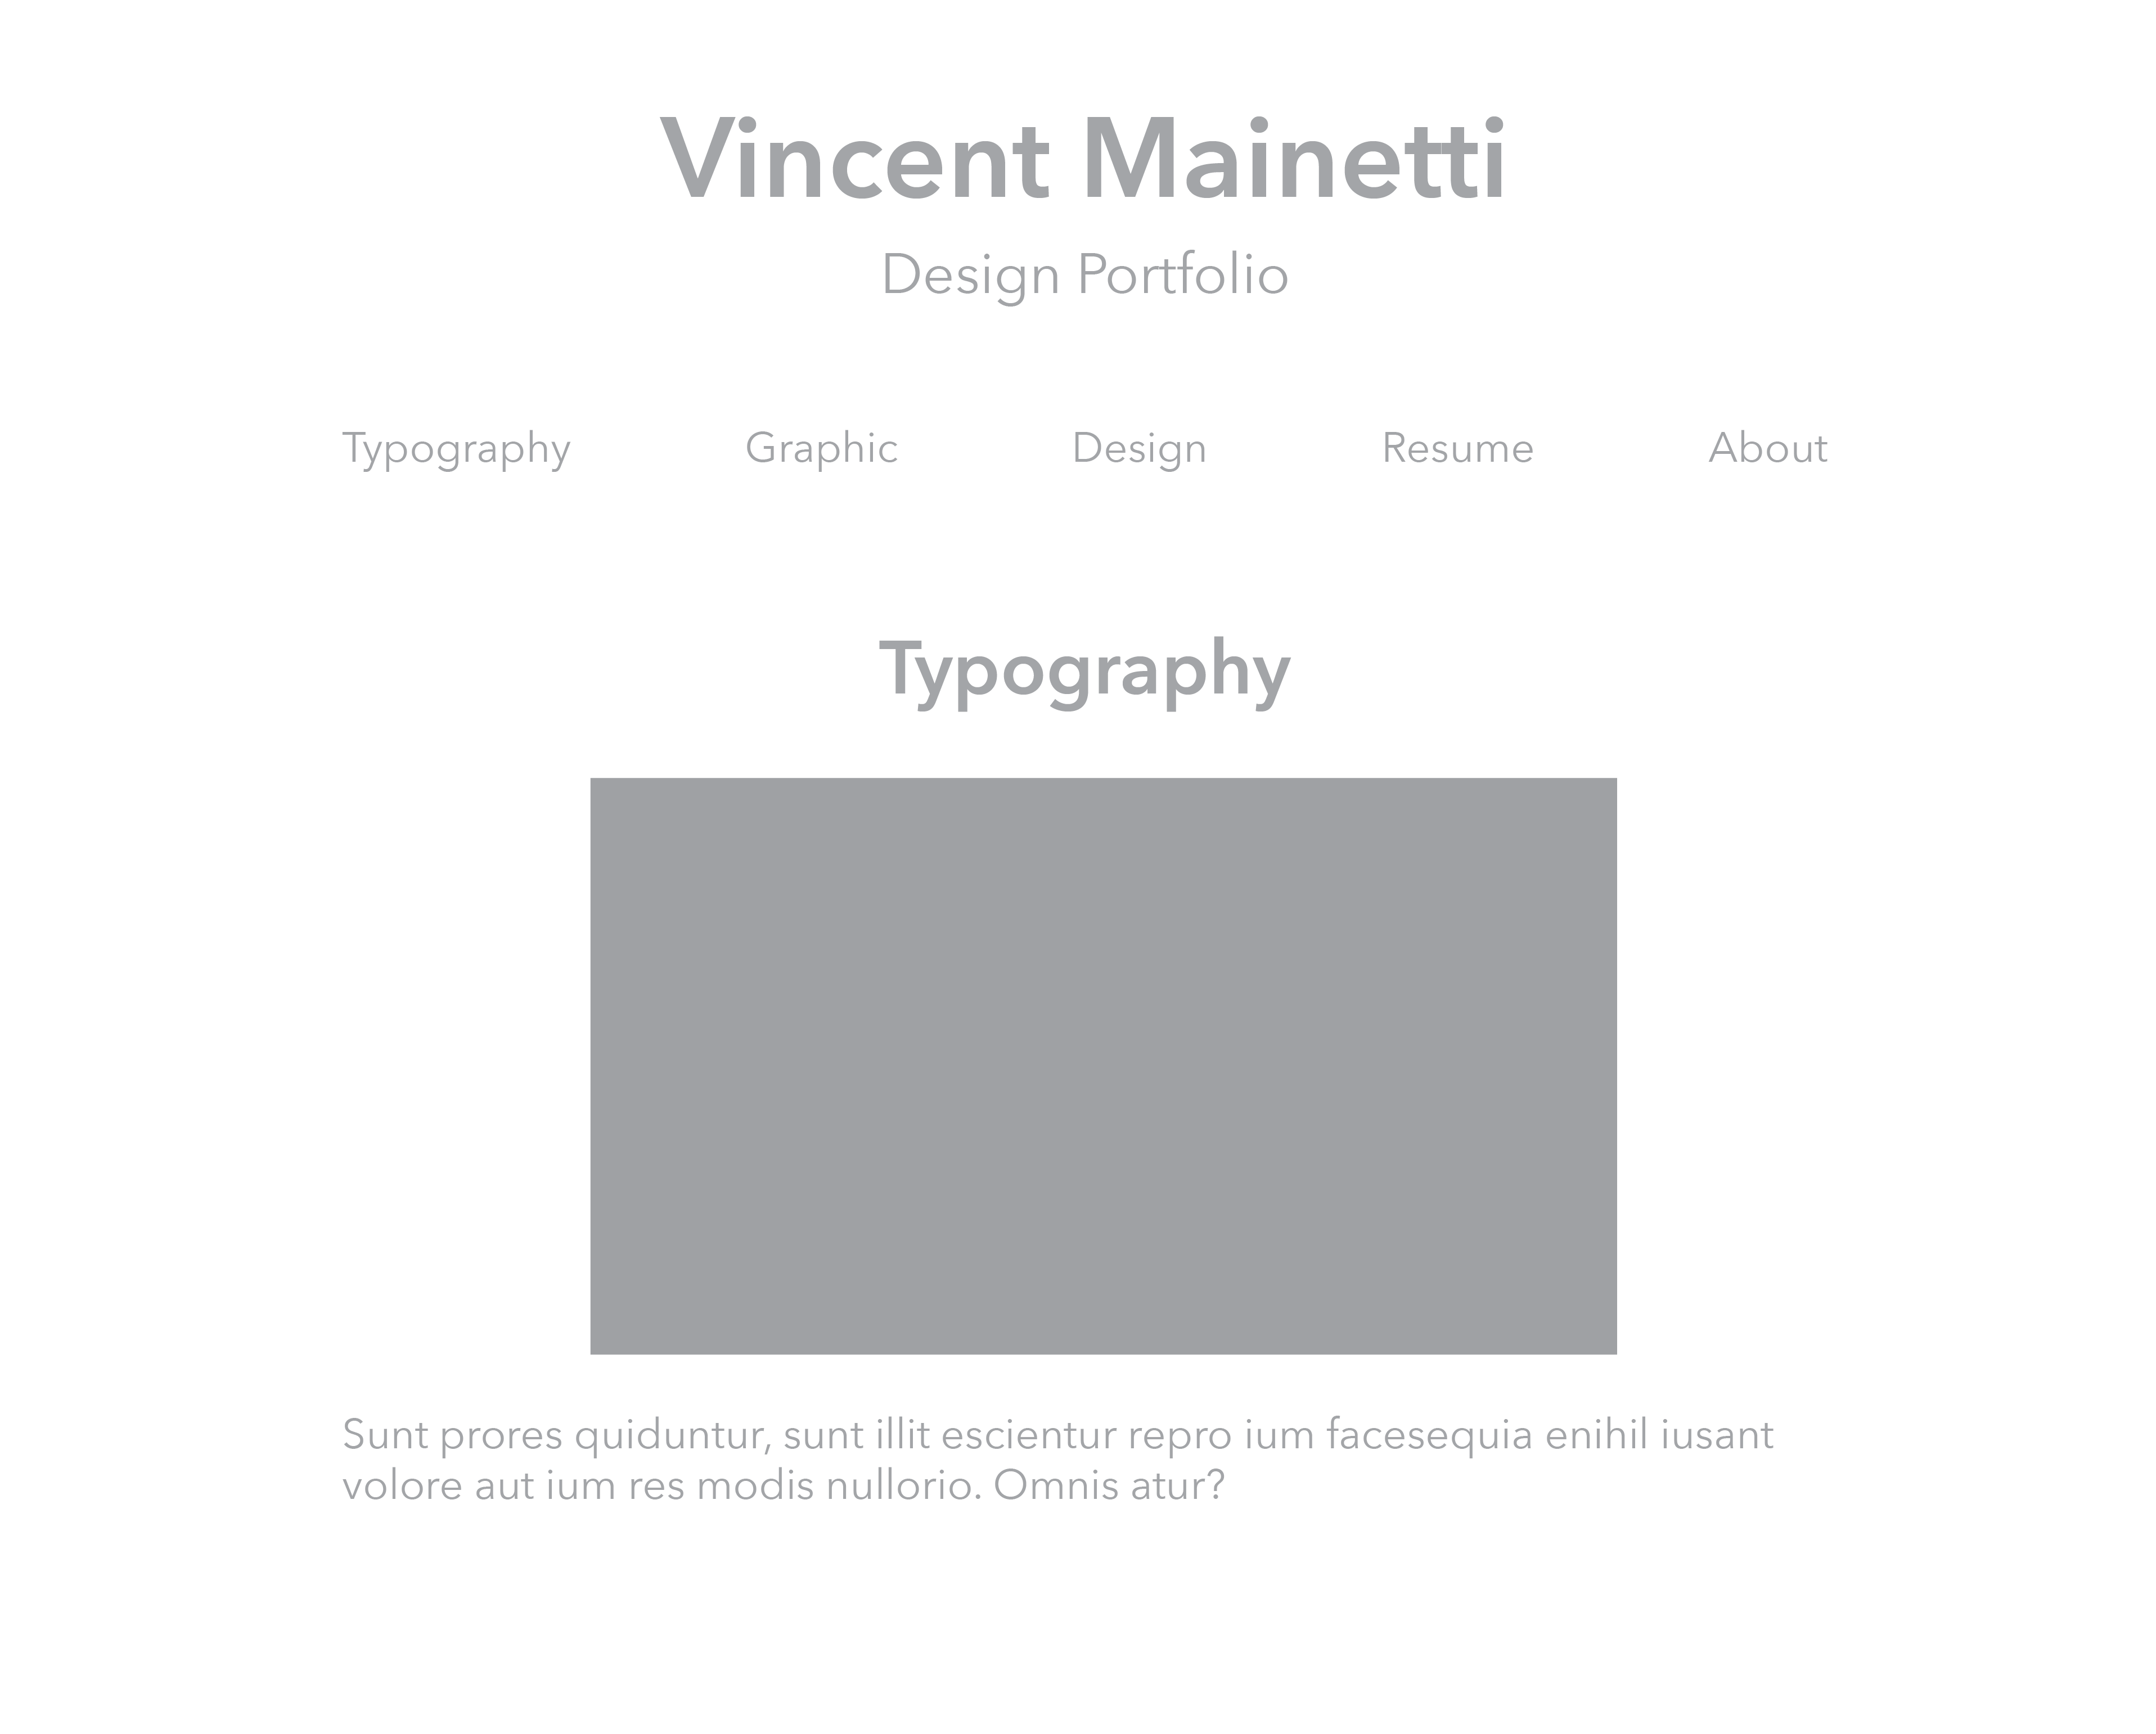 Vincent Mainetti
Design Portfolio
Typography Graphic Design Resume About
Typography
Sunt prores quiduntur, sunt illit escientur repro ium facesequia enihil iusant
volore aut ium res modis nullorio. Omnis atur?